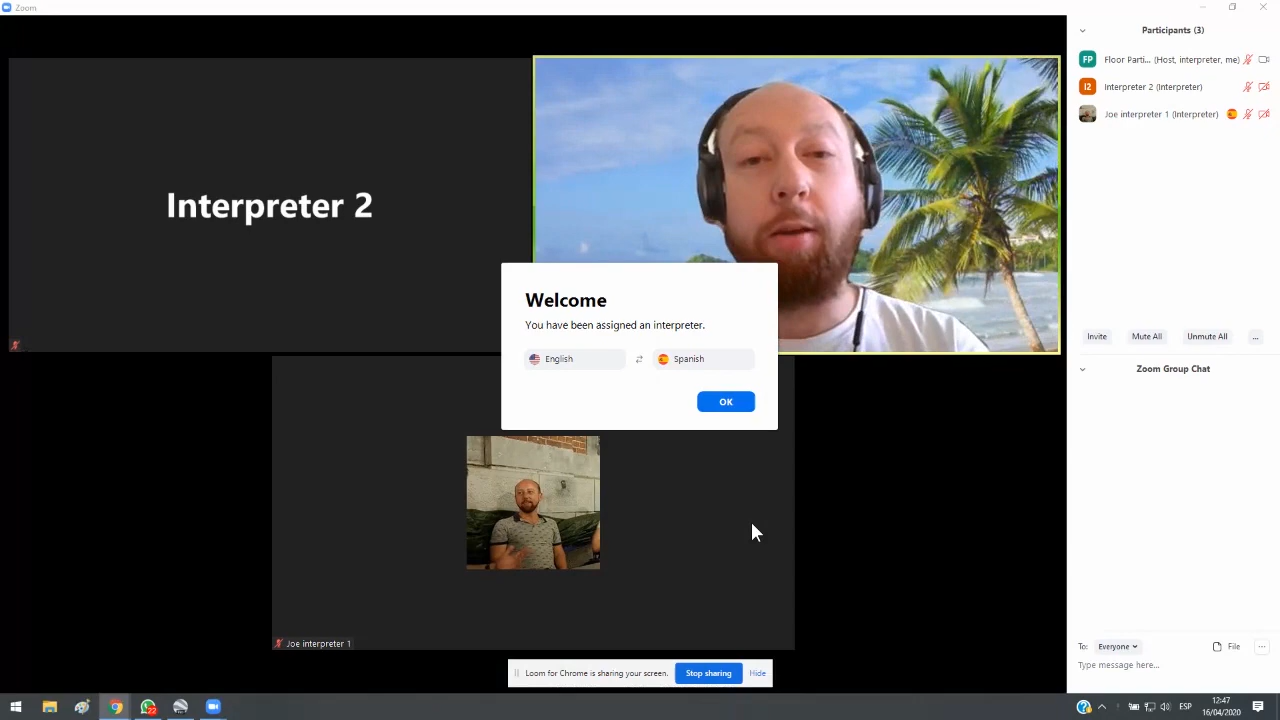 Zoom
Interpreter 2
Welcome
You have been assigned an interpreter.
English
Spanish
OK
Joe interpreter 1
Loom for Chrome is sharing your screen.
Stop sharing
Hide
Participants (3)
FP
Floor Parti... (Host, interpreter, me)
I2
Interpreter 2 (Interpreter)
Joe interpreter 1 (Interpreter)
Invite
Mute All
Unmute All
...
Zoom Group Chat
To:
Everyone
File
...
Type message here...
22
ESP
12:47
16/04/2020